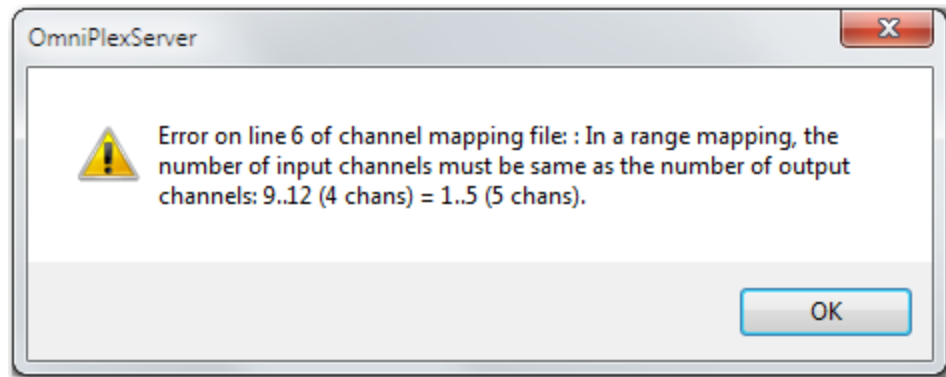 OmniPlexServer
Error on line 6 of channel mapping file: : In a range mapping, the
number of input channels must be same as the number of output
channels: 9..12 (4 chans) = 1..5 (5 chans).
OK